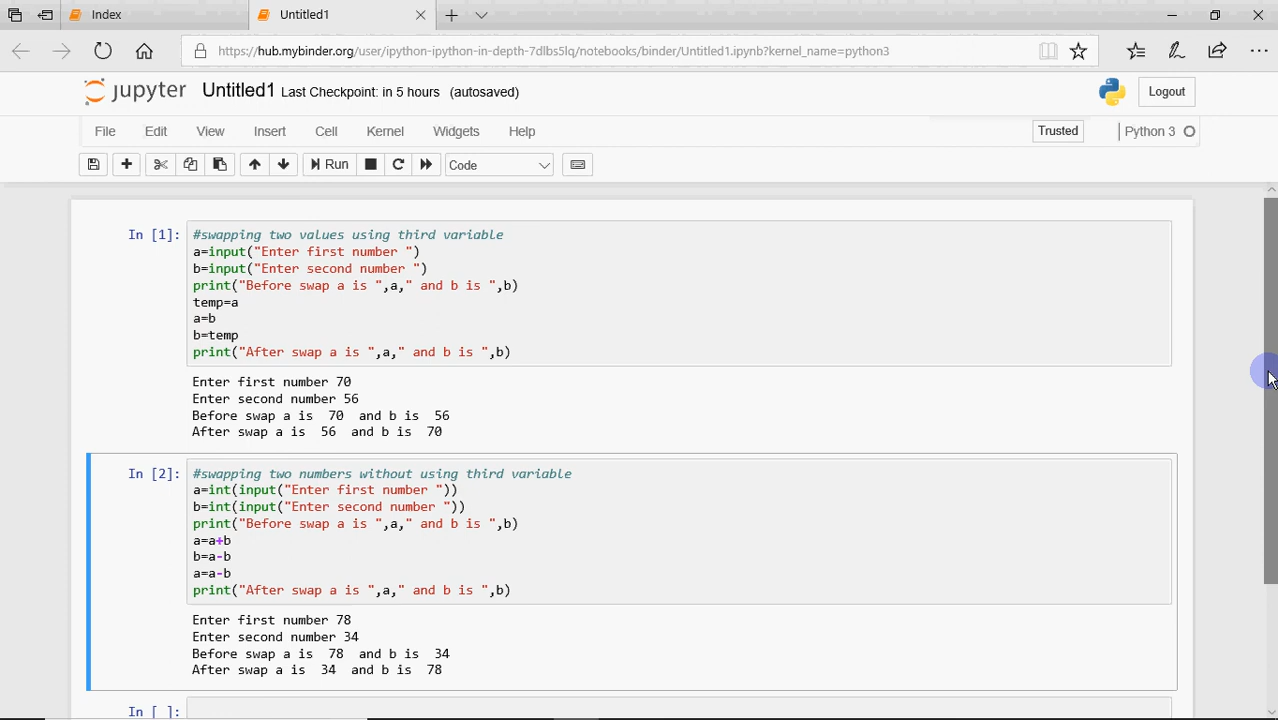 Index
Untitled1
https://hub.mybinder.org/user/ipython-ipython-in-depth-7dlbs5lq/notebooks/binder/Untitled1.ipynb?kernel_name=python3
jupyter Untitled1 Last Checkpoint: in 5 hours (autosaved)
Logout
File Edit View Insert Cell Kernel Widgets Help
Trusted
Python 3
Run
Code
In [1]: #swapping two values using third variable
a=input("Enter first number ")
b=input("Enter second number ")
print("Before swap a is ",a," and b is ",b)
temp=a
a=b
b=temp
print("After swap a is ",a," and b is ",b)
Enter first number 70
Enter second number 56
Before swap a is  70  and b is  56
After swap a is  56  and b is  70
In [2]: #swapping two numbers without using third variable
a=int(input("Enter first number "))
b=int(input("Enter second number "))
print("Before swap a is ",a," and b is ",b)
a=a+b
b=a-b
a=a-b
print("After swap a is ",a," and b is ",b)
Enter first number 78
Enter second number 34
Before swap a is  78  and b is  34
After swap a is  34  and b is  78
In [ ]: